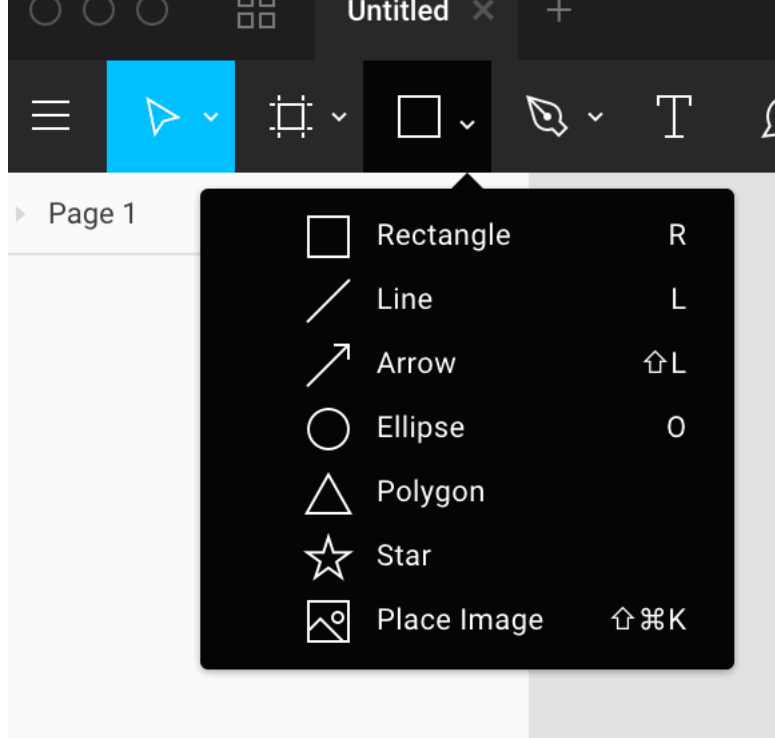 Untitled
T
Page 1
Rectangle R
Line L
Arrow ⇧L
Ellipse O
Polygon
Star
Place Image ⇧⌘K